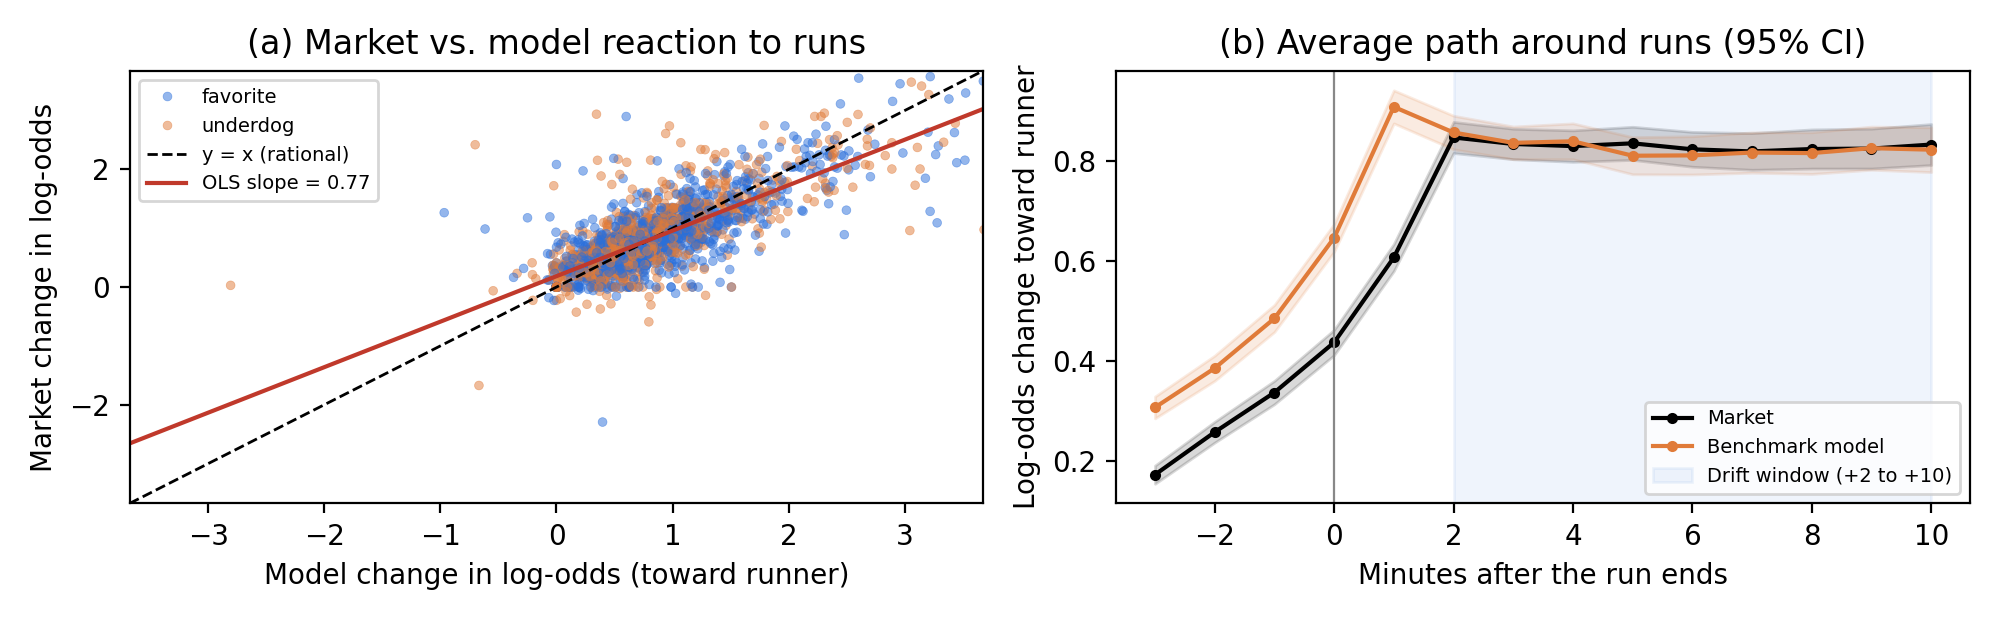 (a) Market vs. model reaction to runs
Market change in log-odds
2
0
−2
favorite
underdog
y = x (rational)
OLS slope = 0.77
−3
−2
−1
0
1
2
3
Model change in log-odds (toward runner)
(b) Average path around runs (95% CI)
Log-odds change toward runner
0.8
0.6
0.4
0.2
Market
Benchmark model
Drift window (+2 to +10)
−2
0
2
4
6
8
10
Minutes after the run ends